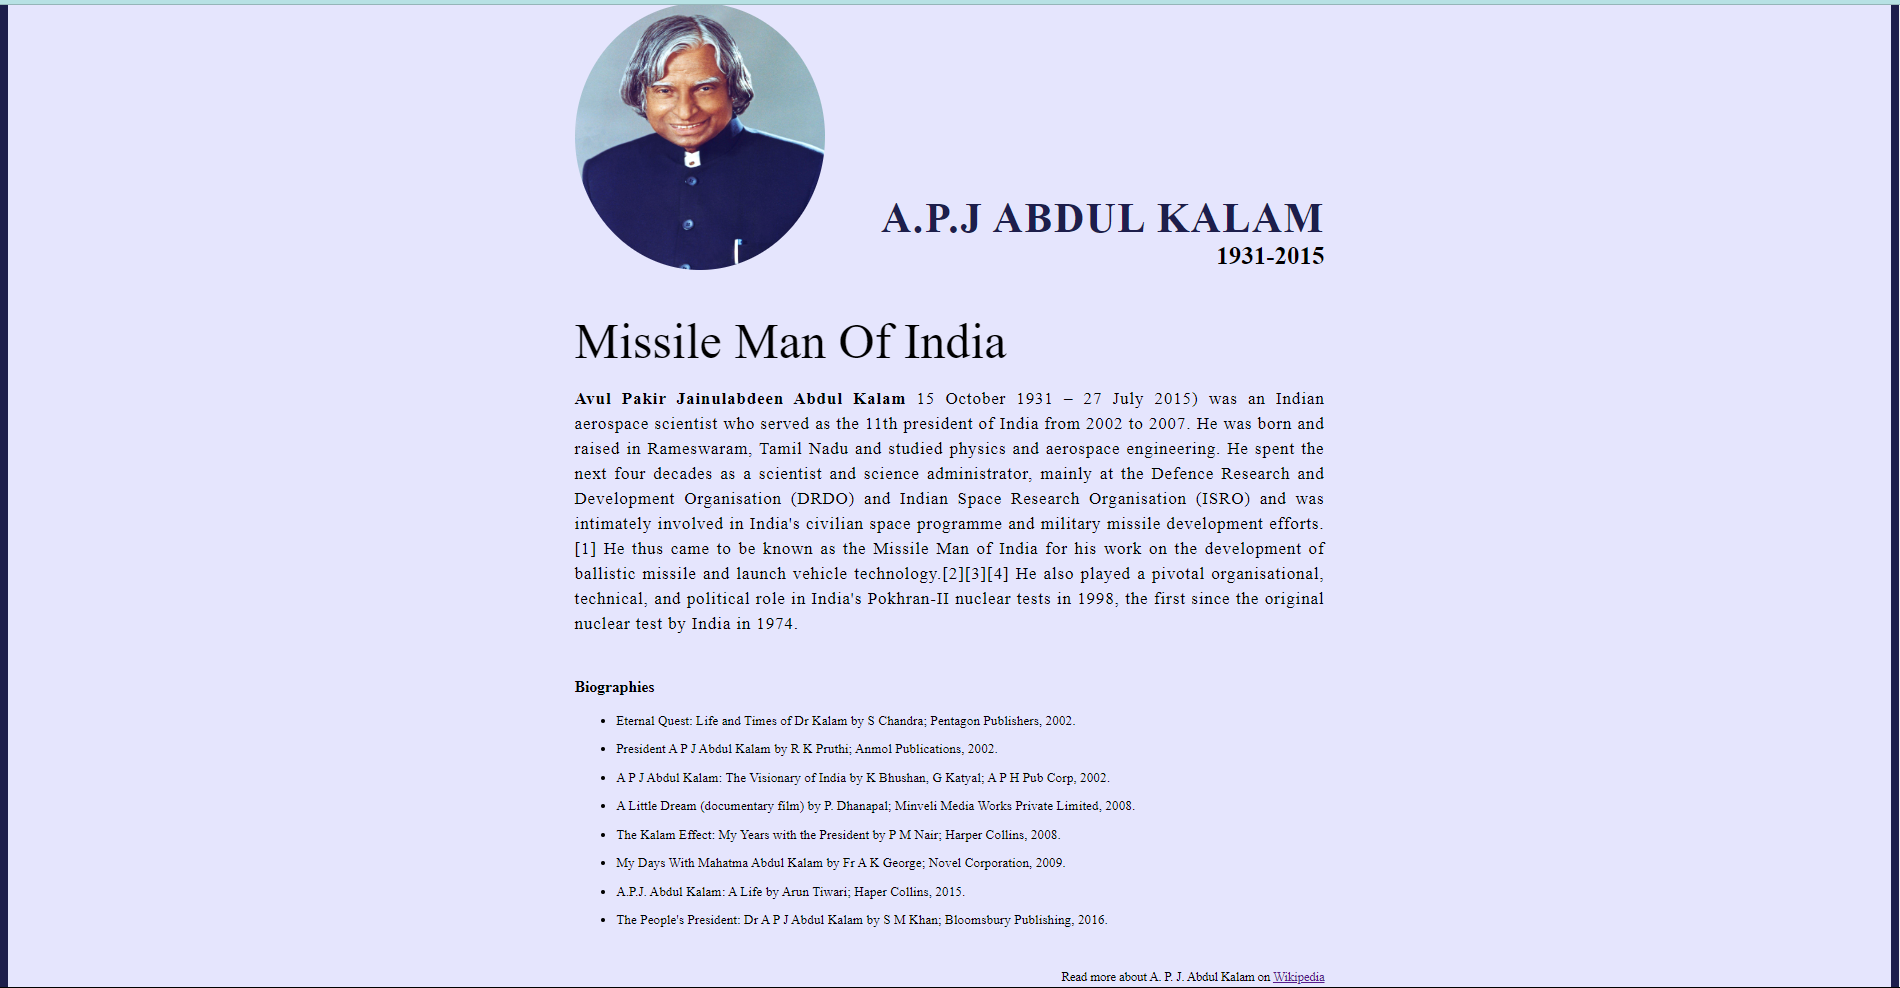 A.P.J ABDUL KALAM
1931-2015
Missile Man Of India
Avul Pakir Jainulabdeen Abdul Kalam 15 October 1931 – 27 July 2015) was an Indian
aerospace scientist who served as the 11th president of India from 2002 to 2007. He was born and
raised in Rameswaram, Tamil Nadu and studied physics and aerospace engineering. He spent the
next four decades as a scientist and science administrator, mainly at the Defence Research and
Development Organisation (DRDO) and Indian Space Research Organisation (ISRO) and was
intimately involved in India's civilian space programme and military missile development efforts.
[1] He thus came to be known as the Missile Man of India for his work on the development of
ballistic missile and launch vehicle technology.[2][3][4] He also played a pivotal organisational,
technical, and political role in India's Pokhran-II nuclear tests in 1998, the first since the original
nuclear test by India in 1974.
Biographies
• Eternal Quest: Life and Times of Dr Kalam by S Chandra; Pentagon Publishers, 2002.
• President A P J Abdul Kalam by R K Pruthi; Anmol Publications, 2002.
• A P J Abdul Kalam: The Visionary of India by K Bhushan, G Katyal; A P H Pub Corp, 2002.
• A Little Dream (documentary film) by P. Dhanapal; Minveli Media Works Private Limited, 2008.
• The Kalam Effect: My Years with the President by P M Nair; Harper Collins, 2008.
• My Days With Mahatma Abdul Kalam by Fr A K George; Novel Corporation, 2009.
• A.P.J. Abdul Kalam: A Life by Arun Tiwari; Haper Collins, 2015.
• The People's President: Dr A P J Abdul Kalam by S M Khan; Bloomsbury Publishing, 2016.
Read more about A. P. J. Abdul Kalam on Wikipedia